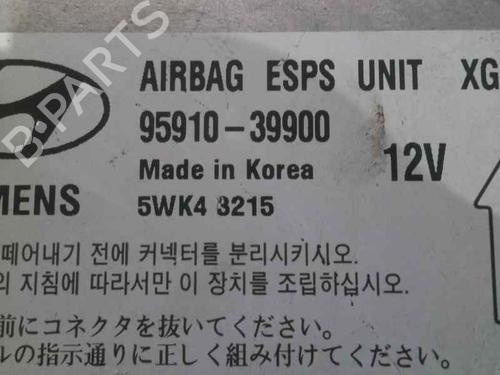 AIRBAG ESPS UNIT XG
95910-39900
Made in Korea
12V
MENS
5WK4 3215
떼어내기 전에 커넥터를 분리시키시오.
의 지침에 따라서만 이 장치를 조립하십시오.
前にコネクタを抜いてください。
ルの指示通りに正しく組み付けてください。
B-PARTS